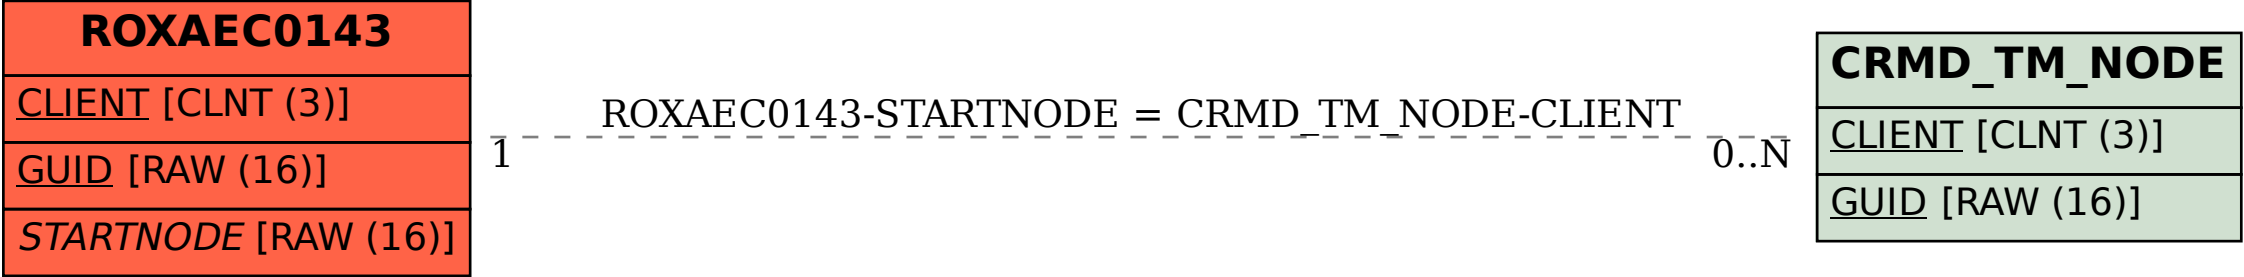 ROXAEC0143
CLIENT [CLNT (3)]
GUID [RAW (16)]
STARTNODE [RAW (16)]
ROXAEC0143-STARTNODE = CRMD_TM_NODE-CLIENT
1
0..N
CRMD_TM_NODE
CLIENT [CLNT (3)]
GUID [RAW (16)]